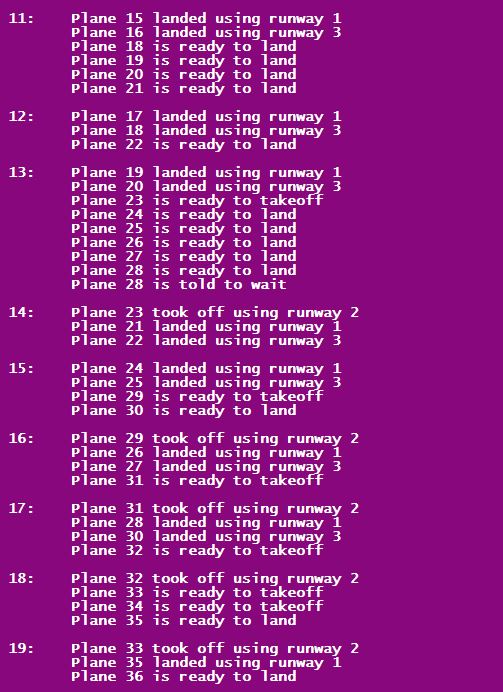 11: Plane 15 landed using runway 1
Plane 16 landed using runway 3
Plane 18 is ready to land
Plane 19 is ready to land
Plane 20 is ready to land
Plane 21 is ready to land
12: Plane 17 landed using runway 1
Plane 18 landed using runway 3
Plane 22 is ready to land
13: Plane 19 landed using runway 1
Plane 20 landed using runway 3
Plane 23 is ready to takeoff
Plane 24 is ready to land
Plane 25 is ready to land
Plane 26 is ready to land
Plane 27 is ready to land
Plane 28 is ready to land
Plane 28 is told to wait
14: Plane 23 took off using runway 2
Plane 21 landed using runway 1
Plane 22 landed using runway 3
15: Plane 24 landed using runway 1
Plane 25 landed using runway 3
Plane 29 is ready to takeoff
Plane 30 is ready to land
16: Plane 29 took off using runway 2
Plane 26 landed using runway 1
Plane 27 landed using runway 3
Plane 31 is ready to takeoff
17: Plane 31 took off using runway 2
Plane 28 landed using runway 1
Plane 30 landed using runway 3
Plane 32 is ready to takeoff
18: Plane 32 took off using runway 2
Plane 33 is ready to takeoff
Plane 34 is ready to takeoff
Plane 35 is ready to land
19: Plane 33 took off using runway 2
Plane 35 landed using runway 1
Plane 36 is ready to land